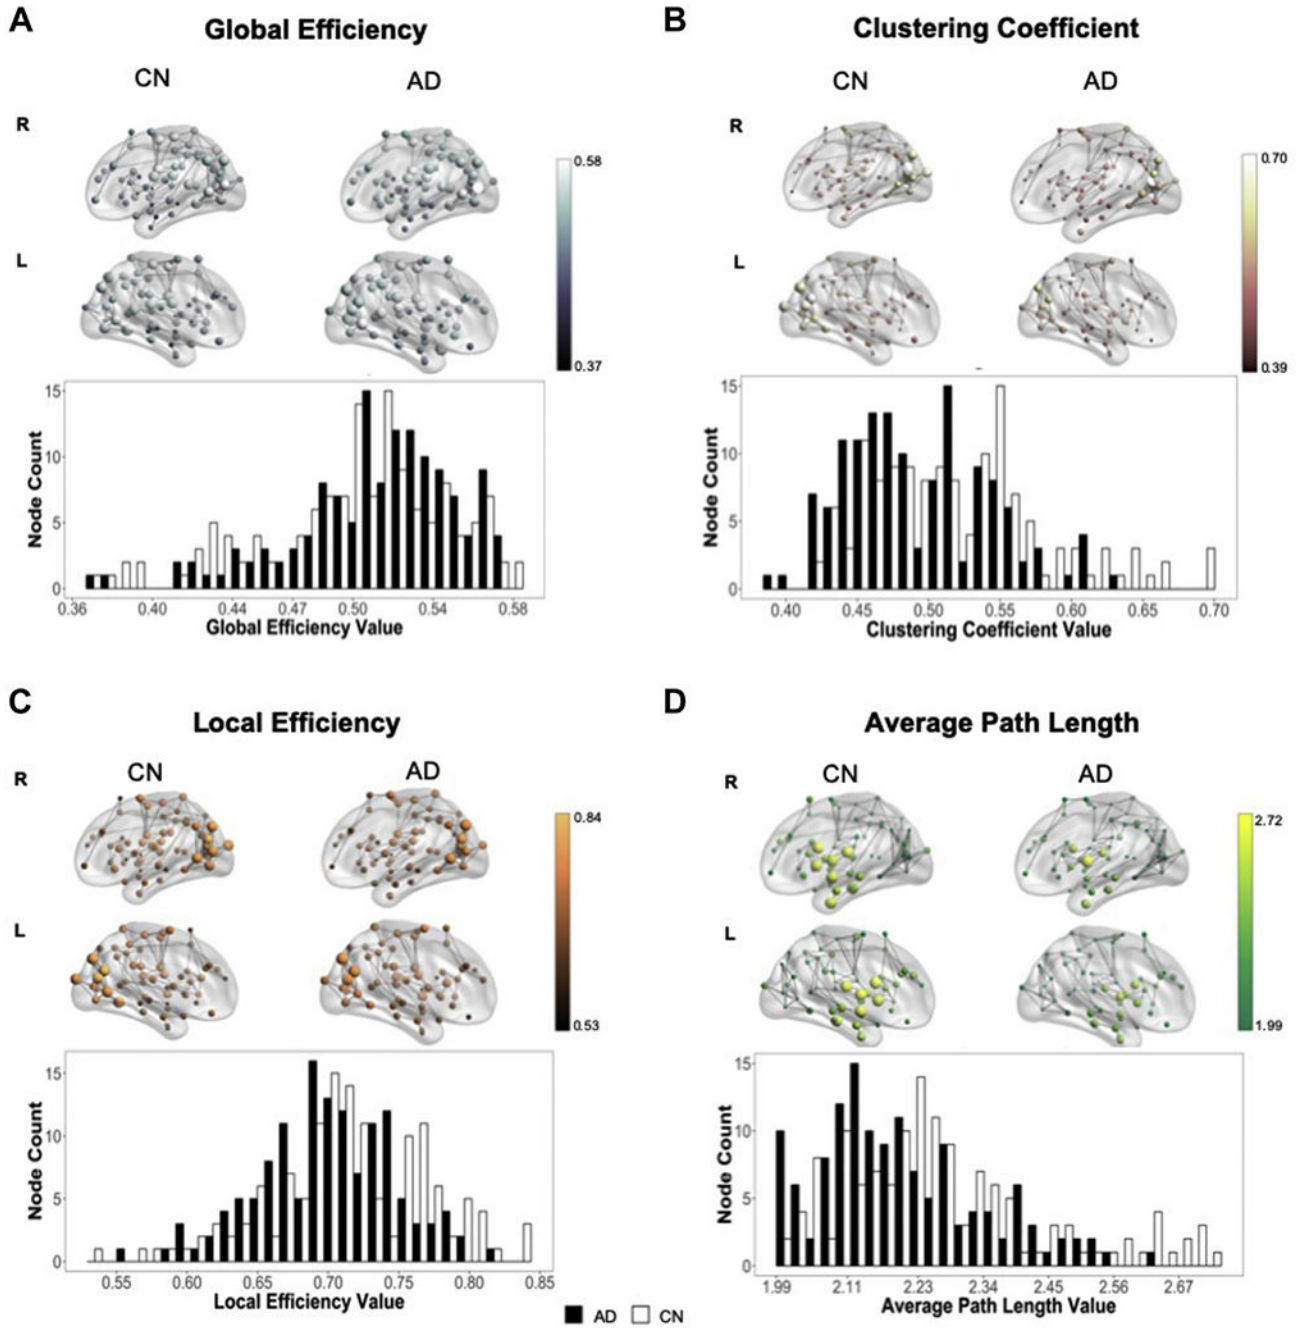 A
Global Efficiency
CN
AD
R
L
0.58
0.37
Node Count
15
10
5
0
0.36
0.40
0.44
0.47
0.50
0.54
0.58
Global Efficiency Value
B
Clustering Coefficient
CN
AD
R
L
0.70
0.39
Node Count
15
10
5
0
0.40
0.45
0.50
0.55
0.60
0.65
0.70
Clustering Coefficient Value
C
Local Efficiency
CN
AD
R
L
0.84
0.53
Node Count
15
10
5
0
0.55
0.60
0.65
0.70
0.75
0.80
0.85
Local Efficiency Value
D
Average Path Length
CN
AD
R
L
2.72
1.99
Node Count
15
10
5
0
1.99
2.11
2.23
2.34
2.45
2.56
2.67
Average Path Length Value
AD
CN